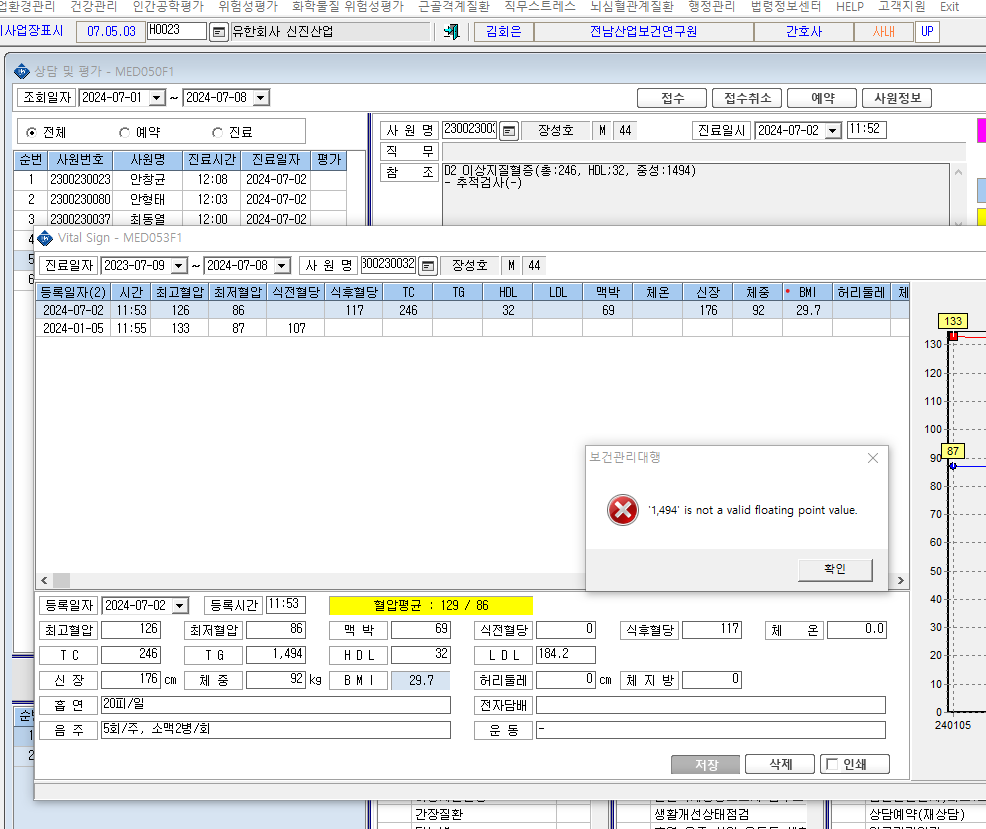 업환경관리 건강관리 인간공학평가 위험성평가 화학물질 위험성평가 근골격계질환 직무스트레스 뇌심혈관계질환 행정관리 법령정보센터 HELP 고객지원 Exit
사업장표시 07.05.03 H0023 유한회사 신진산업 김회은 전남산업보건연구원 간호사 사내 UP
상담 및 평가 - MED050F1
조회일자 2024-07-01 ~ 2024-07-08 접수 접수취소 예약 사원정보
전체 예약 진료
사 원 명 230023003 장성호 M 44 진료일시 2024-07-02 11:52
직 무
참 조 D2 이상지질혈증(총:246, HDL:32, 중성:1494)
- 추적검사(-)
순번 사원번호 사원명 진료시간 진료일자 평가
1 2300230023 안창균 12:08 2024-07-02
2 2300230080 안형태 12:03 2024-07-02
3 2300230037 최동열 12:00 2024-07-02
4
5
6
Vital Sign - MED053F1
진료일자 2023-07-09 ~ 2024-07-08 사 원 명 300230032 장성호 M 44
등록일자(2) 시간 최고혈압 최저혈압 식전혈당 식후혈당 TC TG HDL LDL 맥박 체온 신장 체중 * BMI 허리둘레 체
2024-07-02 11:53 126 86 117 246 32 69 176 92 29.7
2024-01-05 11:55 133 87 107
133
130
120
110
100
90
87
80
70
60
50
40
30
20
10
0
240105
보건관리대행
'1,494' is not a valid floating point value.
확인
등록일자 2024-07-02 등록시간 11:53 혈압평균 : 129 / 86
최고혈압 126 최저혈압 86 맥 박 69 식전혈당 0 식후혈당 117 체 온 0.0
T C 246 T G 1,494 H D L 32 L D L 184.2
신 장 176 cm 체 중 92 kg B M I 29.7 허리둘레 0 cm 체 지 방 0
흡 연 20피/일 전자담배
음 주 5회/주, 소맥2병/회 운 동 -
저장 삭제 인쇄
순번
1
2
간장질환 생활개선상태점검 상담예약(재상담)